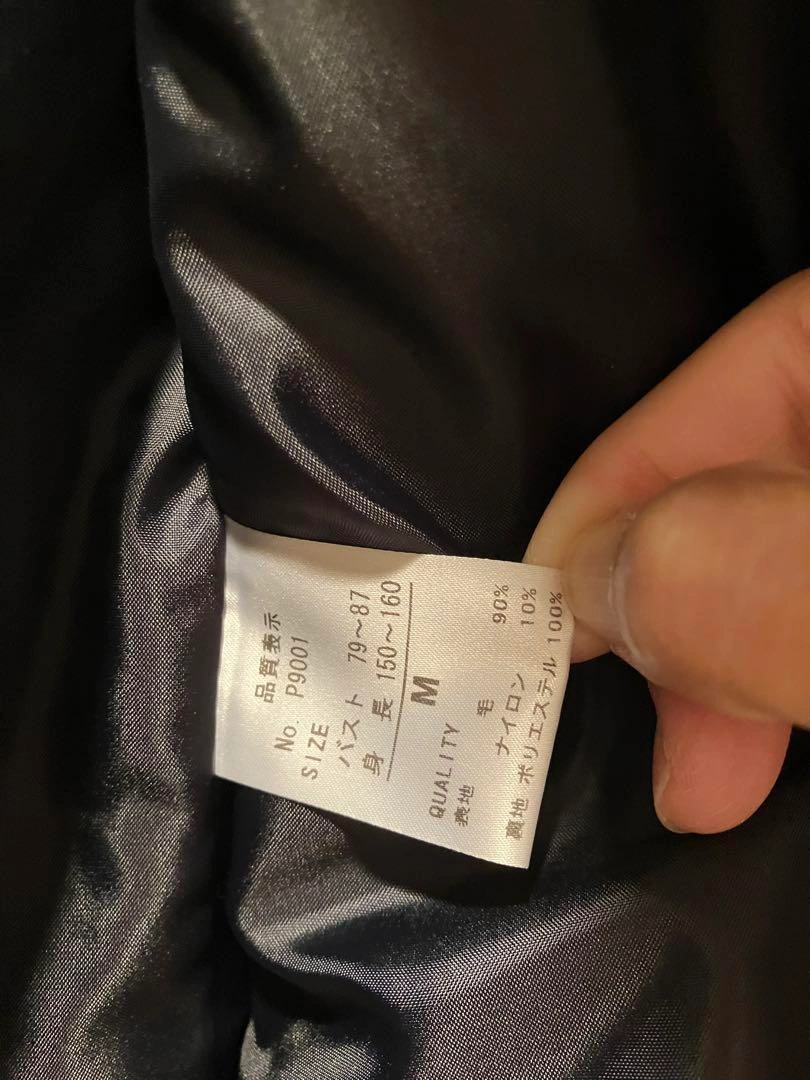 品質表示
No. P9001
SIZE
バスト 79～87
身 長 150～160
M
QUALITY
表地 毛 90%
ナイロン 10%
裏地 ポリエステル 100%